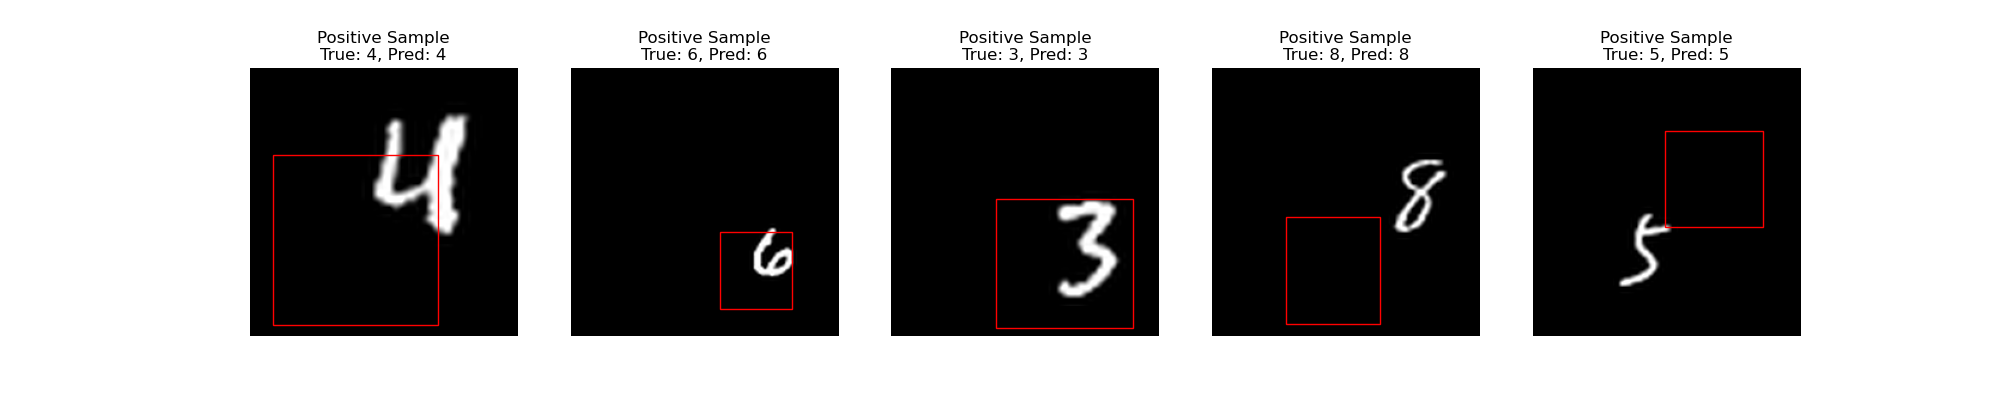 Positive Sample
True: 4, Pred: 4
4
Positive Sample
True: 6, Pred: 6
6
Positive Sample
True: 3, Pred: 3
3
Positive Sample
True: 8, Pred: 8
8
Positive Sample
True: 5, Pred: 5
5